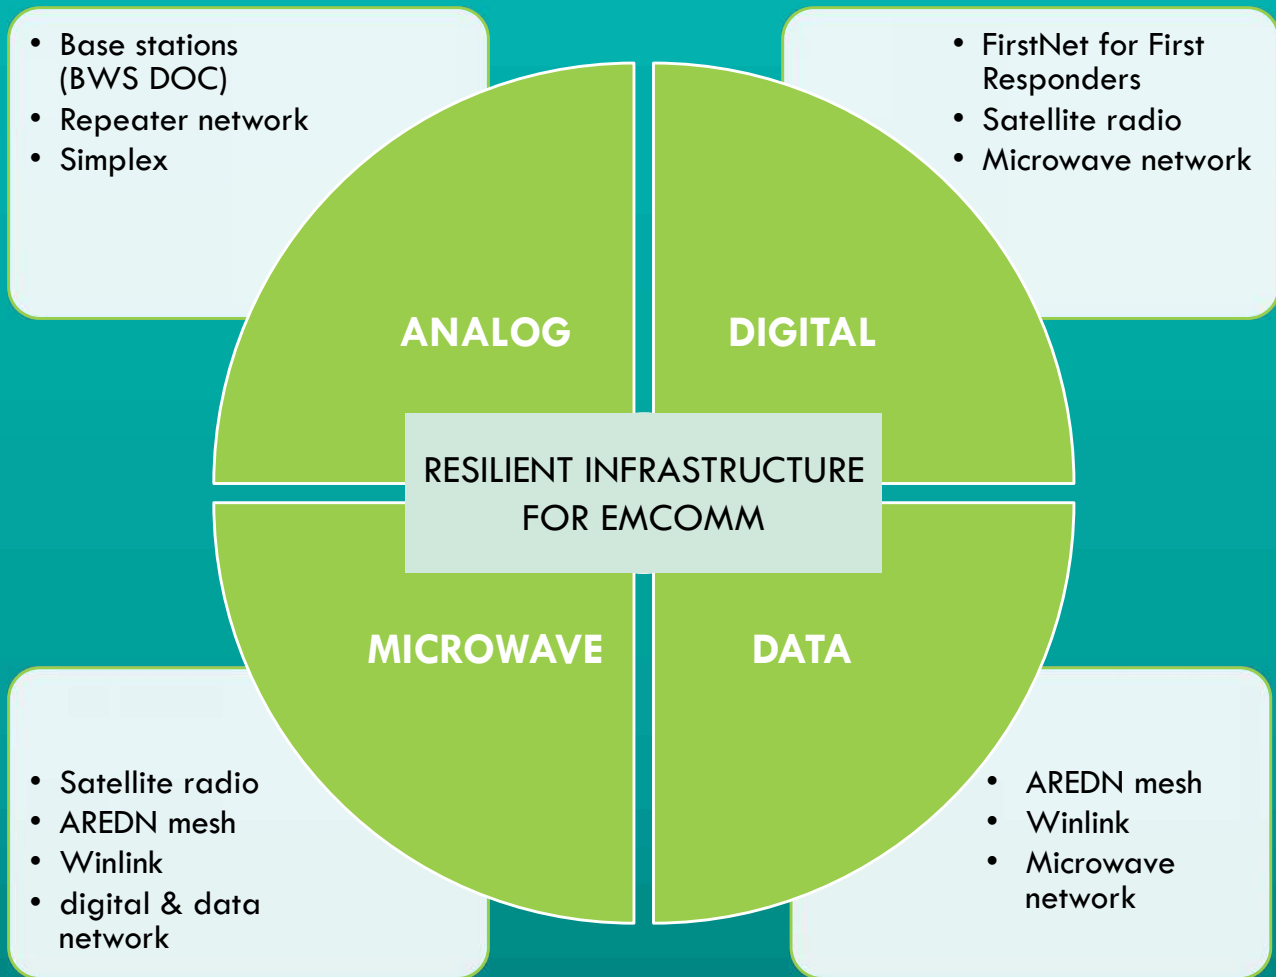 • Base stations
(BWS DOC)
• Repeater network
• Simplex
• FirstNet for First
Responders
• Satellite radio
• Microwave network
ANALOG
DIGITAL
RESILIENT INFRASTRUCTURE
FOR EMCOMM
MICROWAVE
DATA
• Satellite radio
• AREDN mesh
• Winlink
• digital & data
network
• AREDN mesh
• Winlink
• Microwave
network